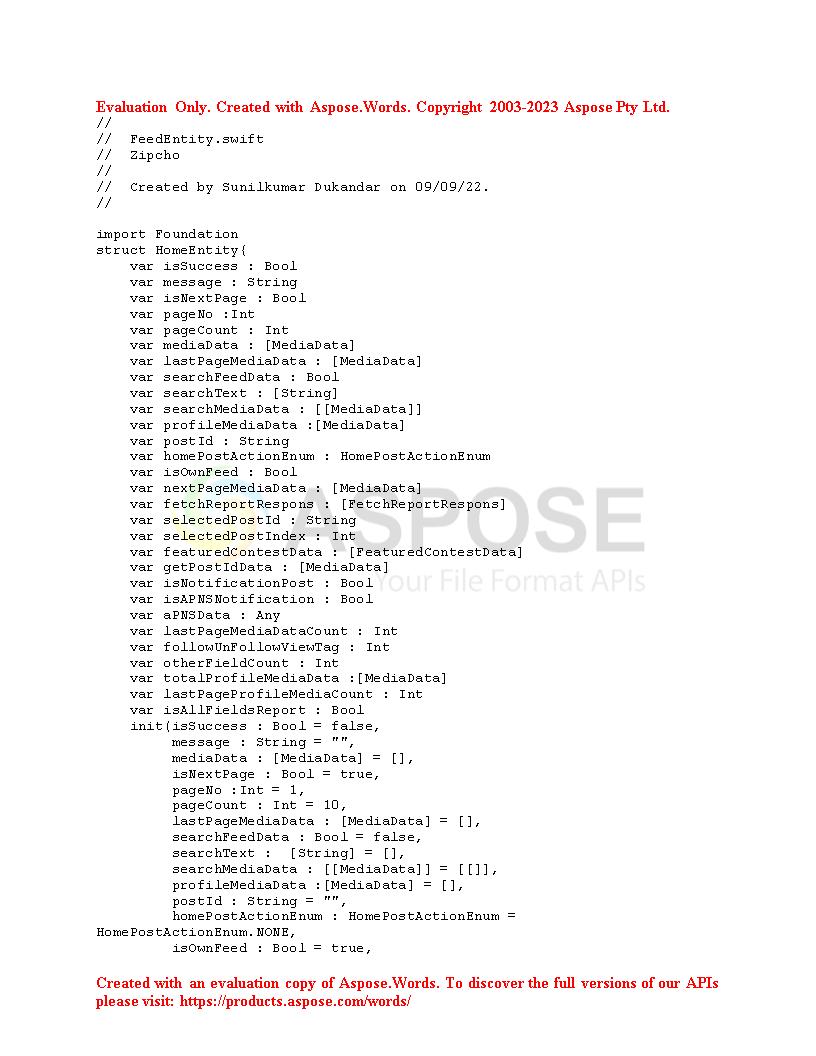 Evaluation Only. Created with Aspose.Words. Copyright 2003-2023 Aspose Pty Ltd.
//
//  FeedEntity.swift
//  Zipcho
//
//  Created by Sunilkumar Dukandar on 09/09/22.
//
import Foundation
struct HomeEntity{
    var isSuccess : Bool
    var message : String
    var isNextPage : Bool
    var pageNo :Int
    var pageCount : Int
    var mediaData : [MediaData]
    var lastPageMediaData : [MediaData]
    var searchFeedData : Bool
    var searchText : [String]
    var searchMediaData : [[MediaData]]
    var profileMediaData :[MediaData]
    var postId : String
    var homePostActionEnum : HomePostActionEnum
    var isOwnFeed : Bool
    var nextPageMediaData : [MediaData]
    var fetchReportRespons : [FetchReportRespons]
    var selectedPostId : String
    var selectedPostIndex : Int
    var featuredContestData : [FeaturedContestData]
    var getPostIdData : [MediaData]
    var isNotificationPost : Bool
    var isAPNSNotification : Bool
    var aPNSData : Any
    var lastPageMediaDataCount : Int
    var followUnFollowViewTag : Int
    var otherFieldCount : Int
    var totalProfileMediaData :[MediaData]
    var lastPageProfileMediaCount : Int
    var isAllFieldsReport : Bool
    init(isSuccess : Bool = false,
         message : String = "",
         mediaData : [MediaData] = [],
         isNextPage : Bool = true,
         pageNo :Int = 1,
         pageCount : Int = 10,
         lastPageMediaData : [MediaData] = [],
         searchFeedData : Bool = false,
         searchText :  [String] = [],
         searchMediaData : [[MediaData]] = [[]],
         profileMediaData :[MediaData] = [],
         postId : String = "",
         homePostActionEnum : HomePostActionEnum =
HomePostActionEnum.NONE,
         isOwnFeed : Bool = true,
ASPOSE
Your File Format APIs
Created with an evaluation copy of Aspose.Words. To discover the full versions of our APIs
please visit: https://products.aspose.com/words/